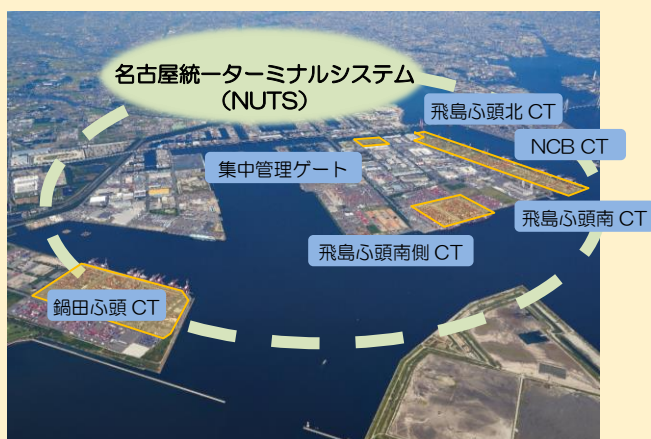 名古屋統一ターミナルシステム
（NUTS）
飛島ふ頭北 CT
NCB CT
集中管理ゲート
飛島ふ頭南 CT
飛島ふ頭南側 CT
鍋田ふ頭 CT